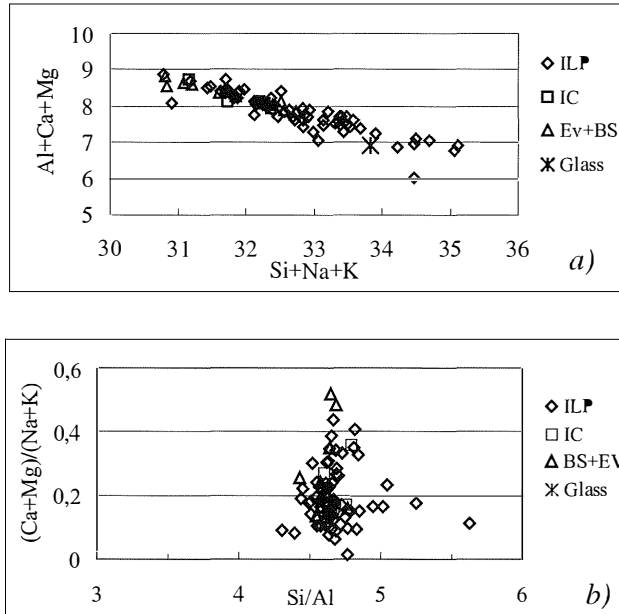 10
9
8
7
6
5
Al+Ca+Mg
30 31 32 33 34 35 36
Si+Na+K
ILP
IC
Ev+BS
Glass
a)
0,6
0,4
0,2
0
(Ca+Mg)/(Na+K)
3 4 5 6
Si/Al
ILP
IC
BS+EV
Glass
b)